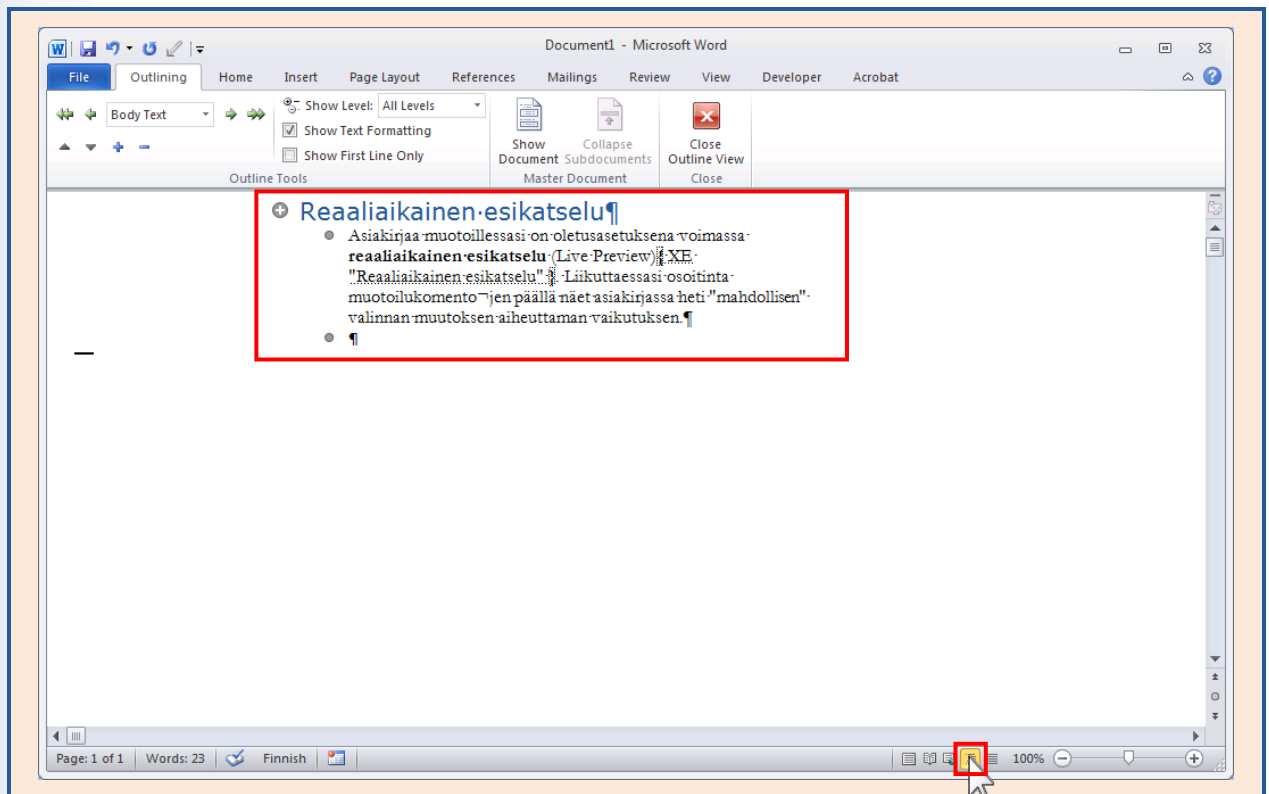 Document1 - Microsoft Word
File Outlining Home Insert Page Layout References Mailings Review View Developer Acrobat
Body Text
Show Level: All Levels
Show Text Formatting
Show First Line Only
Outline Tools
Show Document
Collapse Subdocuments
Master Document
Close Outline View
Close
Reaaliaikainen·esikatselu¶
Asiakirjaa·muotoillessasi·on·oletusasetuksena·voimassa·
reaaliaikainen·esikatselu·(Live·Preview){·XE·
"Reaaliaikainen·esikatselu"·}.·Liikuttaessasi·osoitinta·
muotoilukomento¬jen·päällä·näet·asiakirjassa·heti·"mahdollisen"·
valinnan·muutoksen·aiheuttaman·vaikutuksen.¶
¶
Page: 1 of 1 Words: 23 Finnish 100%